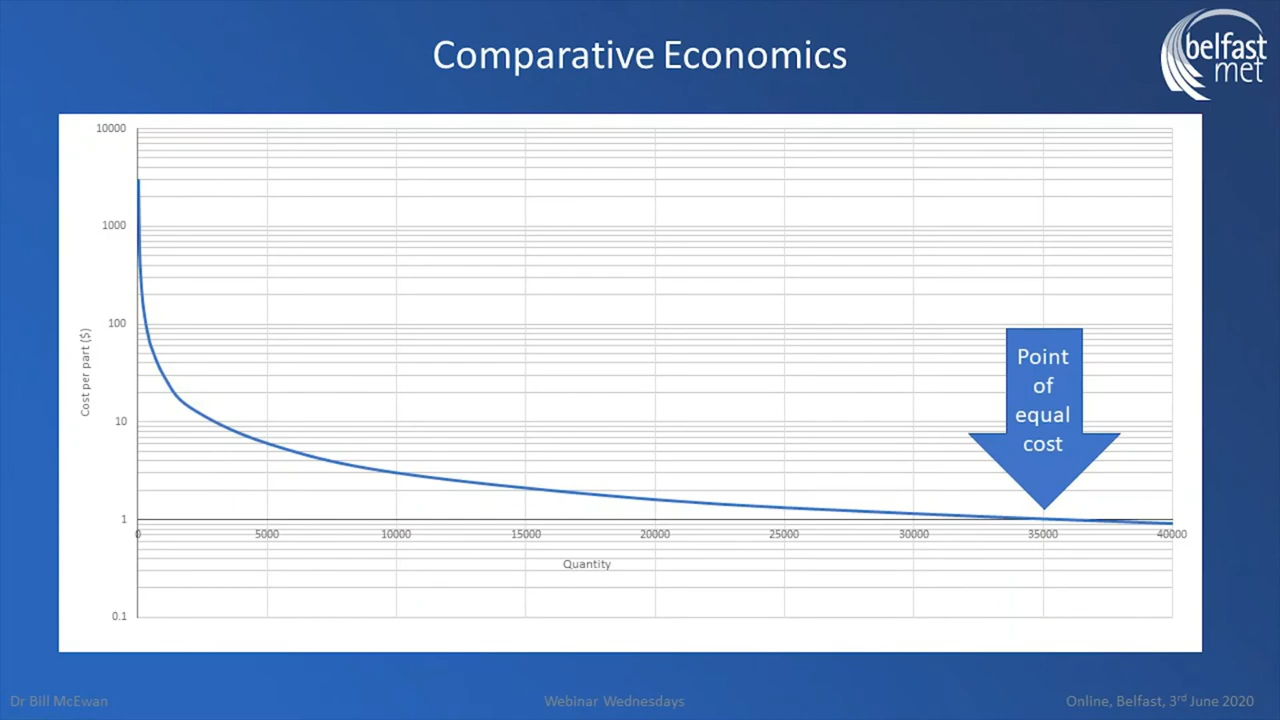 Comparative Economics
belfast
met
10000
1000
100
10
1
0.1
Cost per part ($)
0
5000
10000
15000
20000
25000
30000
35000
40000
Quantity
Point
of
equal
cost
Dr Bill McEwan
Webinar Wednesdays
Online, Belfast, 3rd June 2020